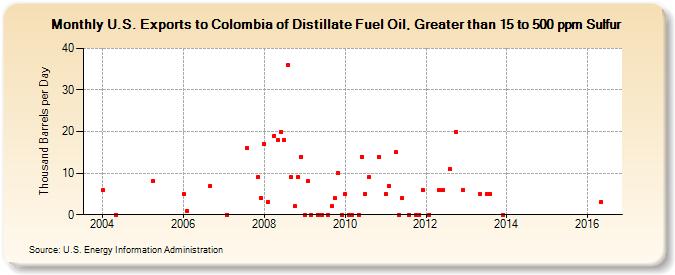 Monthly U.S. Exports to Colombia of Distillate Fuel Oil, Greater than 15 to 500 ppm Sulfur
Thousand Barrels per Day
40
30
20
10
0
2004 2006 2008 2010 2012 2014 2016
Source: U.S. Energy Information Administration